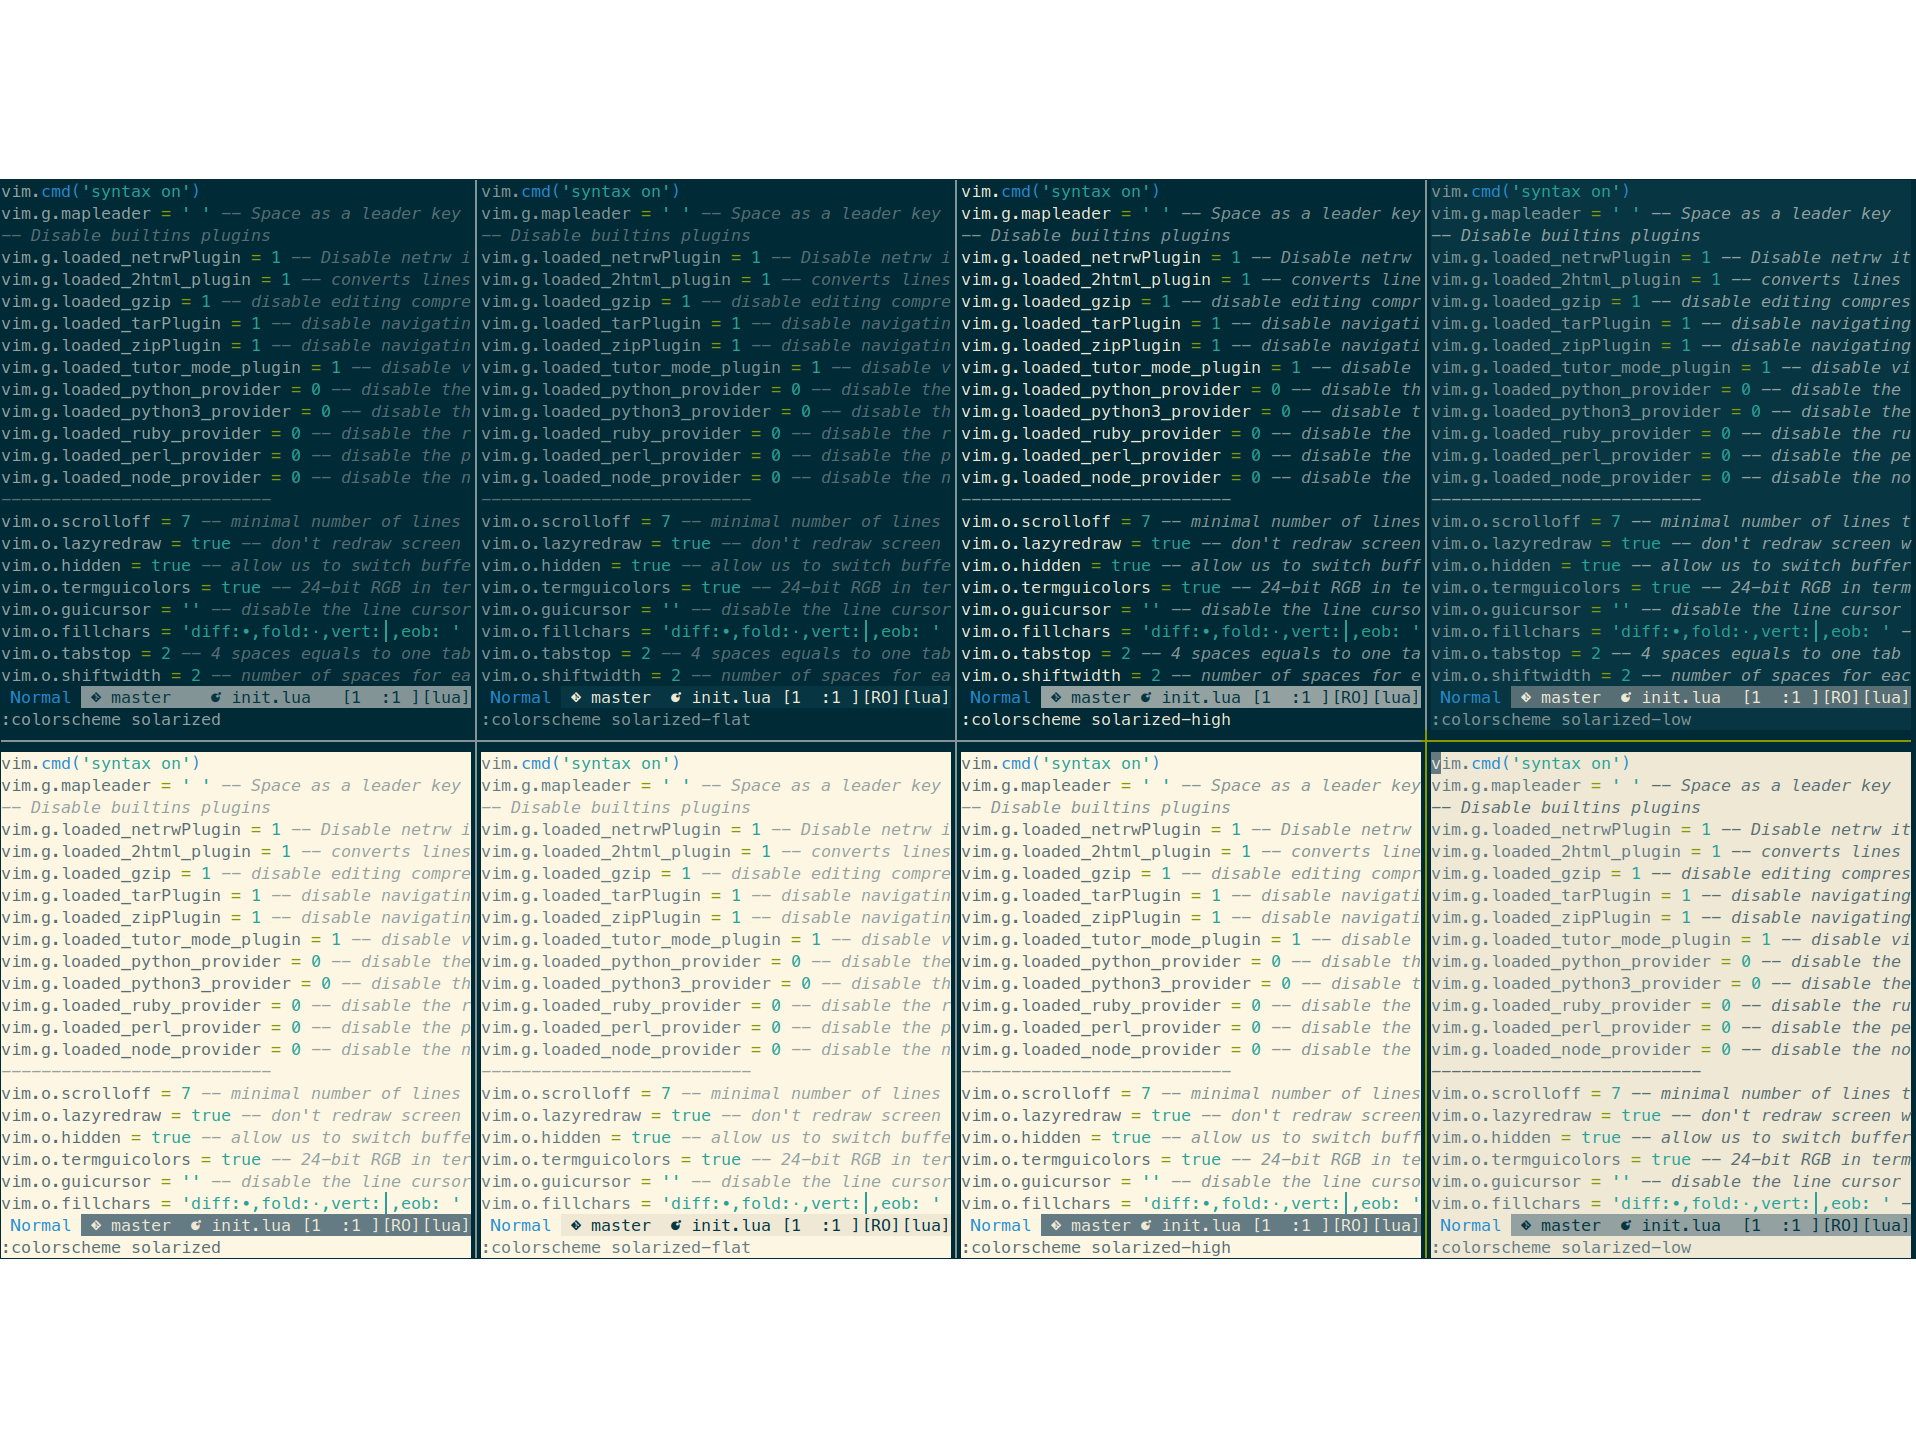 vim.cmd('syntax on')
vim.g.mapleader = ' ' -- Space as a leader key
-- Disable builtins plugins
vim.g.loaded_netrwPlugin = 1 -- Disable netrw i
vim.g.loaded_2html_plugin = 1 -- converts lines
vim.g.loaded_gzip = 1 -- disable editing compre
vim.g.loaded_tarPlugin = 1 -- disable navigatin
vim.g.loaded_zipPlugin = 1 -- disable navigatin
vim.g.loaded_tutor_mode_plugin = 1 -- disable v
vim.g.loaded_python_provider = 0 -- disable the
vim.g.loaded_python3_provider = 0 -- disable th
vim.g.loaded_ruby_provider = 0 -- disable the r
vim.g.loaded_perl_provider = 0 -- disable the p
vim.g.loaded_node_provider = 0 -- disable the n
---------------------------
vim.o.scrolloff = 7 -- minimal number of lines
vim.o.lazyredraw = true -- don't redraw screen
vim.o.hidden = true -- allow us to switch buffe
vim.o.termguicolors = true -- 24-bit RGB in ter
vim.o.guicursor = '' -- disable the line cursor
vim.o.fillchars = 'diff:∙,fold:·,vert:│,eob: '
vim.o.tabstop = 2 -- 4 spaces equals to one tab
vim.o.shiftwidth = 2 -- number of spaces for ea
Normal master init.lua [1 :1 ][lua]
:colorscheme solarized
vim.cmd('syntax on')
vim.g.mapleader = ' ' -- Space as a leader key
-- Disable builtins plugins
vim.g.loaded_netrwPlugin = 1 -- Disable netrw i
vim.g.loaded_2html_plugin = 1 -- converts lines
vim.g.loaded_gzip = 1 -- disable editing compre
vim.g.loaded_tarPlugin = 1 -- disable navigatin
vim.g.loaded_zipPlugin = 1 -- disable navigatin
vim.g.loaded_tutor_mode_plugin = 1 -- disable v
vim.g.loaded_python_provider = 0 -- disable the
vim.g.loaded_python3_provider = 0 -- disable th
vim.g.loaded_ruby_provider = 0 -- disable the r
vim.g.loaded_perl_provider = 0 -- disable the p
vim.g.loaded_node_provider = 0 -- disable the n
---------------------------
vim.o.scrolloff = 7 -- minimal number of lines
vim.o.lazyredraw = true -- don't redraw screen
vim.o.hidden = true -- allow us to switch buffe
vim.o.termguicolors = true -- 24-bit RGB in ter
vim.o.guicursor = '' -- disable the line cursor
vim.o.fillchars = 'diff:∙,fold:·,vert:│,eob: '
vim.o.tabstop = 2 -- 4 spaces equals to one tab
vim.o.shiftwidth = 2 -- number of spaces for ea
Normal master init.lua [1 :1 ][RO][lua]
:colorscheme solarized-flat
vim.cmd('syntax on')
vim.g.mapleader = ' ' -- Space as a leader key
-- Disable builtins plugins
vim.g.loaded_netrwPlugin = 1 -- Disable netrw
vim.g.loaded_2html_plugin = 1 -- converts line
vim.g.loaded_gzip = 1 -- disable editing compr
vim.g.loaded_tarPlugin = 1 -- disable navigati
vim.g.loaded_zipPlugin = 1 -- disable navigati
vim.g.loaded_tutor_mode_plugin = 1 -- disable
vim.g.loaded_python_provider = 0 -- disable th
vim.g.loaded_python3_provider = 0 -- disable t
vim.g.loaded_ruby_provider = 0 -- disable the
vim.g.loaded_perl_provider = 0 -- disable the
vim.g.loaded_node_provider = 0 -- disable the
---------------------------
vim.o.scrolloff = 7 -- minimal number of lines
vim.o.lazyredraw = true -- don't redraw screen
vim.o.hidden = true -- allow us to switch buff
vim.o.termguicolors = true -- 24-bit RGB in te
vim.o.guicursor = '' -- disable the line curso
vim.o.fillchars = 'diff:∙,fold:·,vert:│,eob: '
vim.o.tabstop = 2 -- 4 spaces equals to one ta
vim.o.shiftwidth = 2 -- number of spaces for e
Normal master init.lua [1 :1 ][RO][lua]
:colorscheme solarized-high
vim.cmd('syntax on')
vim.g.mapleader = ' ' -- Space as a leader key
-- Disable builtins plugins
vim.g.loaded_netrwPlugin = 1 -- Disable netrw it
vim.g.loaded_2html_plugin = 1 -- converts lines
vim.g.loaded_gzip = 1 -- disable editing compres
vim.g.loaded_tarPlugin = 1 -- disable navigating
vim.g.loaded_zipPlugin = 1 -- disable navigating
vim.g.loaded_tutor_mode_plugin = 1 -- disable vi
vim.g.loaded_python_provider = 0 -- disable the
vim.g.loaded_python3_provider = 0 -- disable the
vim.g.loaded_ruby_provider = 0 -- disable the ru
vim.g.loaded_perl_provider = 0 -- disable the pe
vim.g.loaded_node_provider = 0 -- disable the no
---------------------------
vim.o.scrolloff = 7 -- minimal number of lines t
vim.o.lazyredraw = true -- don't redraw screen w
vim.o.hidden = true -- allow us to switch buffer
vim.o.termguicolors = true -- 24-bit RGB in term
vim.o.guicursor = '' -- disable the line cursor
vim.o.fillchars = 'diff:∙,fold:·,vert:│,eob: ' -
vim.o.tabstop = 2 -- 4 spaces equals to one tab
vim.o.shiftwidth = 2 -- number of spaces for eac
Normal master init.lua [1 :1 ][RO][lua]
:colorscheme solarized-low
vim.cmd('syntax on')
vim.g.mapleader = ' ' -- Space as a leader key
-- Disable builtins plugins
vim.g.loaded_netrwPlugin = 1 -- Disable netrw i
vim.g.loaded_2html_plugin = 1 -- converts lines
vim.g.loaded_gzip = 1 -- disable editing compre
vim.g.loaded_tarPlugin = 1 -- disable navigatin
vim.g.loaded_zipPlugin = 1 -- disable navigatin
vim.g.loaded_tutor_mode_plugin = 1 -- disable v
vim.g.loaded_python_provider = 0 -- disable the
vim.g.loaded_python3_provider = 0 -- disable th
vim.g.loaded_ruby_provider = 0 -- disable the r
vim.g.loaded_perl_provider = 0 -- disable the p
vim.g.loaded_node_provider = 0 -- disable the n
---------------------------
vim.o.scrolloff = 7 -- minimal number of lines
vim.o.lazyredraw = true -- don't redraw screen
vim.o.hidden = true -- allow us to switch buffe
vim.o.termguicolors = true -- 24-bit RGB in ter
vim.o.guicursor = '' -- disable the line cursor
vim.o.fillchars = 'diff:∙,fold:·,vert:│,eob: '
Normal master init.lua [1 :1 ][RO][lua]
:colorscheme solarized
vim.cmd('syntax on')
vim.g.mapleader = ' ' -- Space as a leader key
-- Disable builtins plugins
vim.g.loaded_netrwPlugin = 1 -- Disable netrw i
vim.g.loaded_2html_plugin = 1 -- converts lines
vim.g.loaded_gzip = 1 -- disable editing compre
vim.g.loaded_tarPlugin = 1 -- disable navigatin
vim.g.loaded_zipPlugin = 1 -- disable navigatin
vim.g.loaded_tutor_mode_plugin = 1 -- disable v
vim.g.loaded_python_provider = 0 -- disable the
vim.g.loaded_python3_provider = 0 -- disable th
vim.g.loaded_ruby_provider = 0 -- disable the r
vim.g.loaded_perl_provider = 0 -- disable the p
vim.g.loaded_node_provider = 0 -- disable the n
---------------------------
vim.o.scrolloff = 7 -- minimal number of lines
vim.o.lazyredraw = true -- don't redraw screen
vim.o.hidden = true -- allow us to switch buffe
vim.o.termguicolors = true -- 24-bit RGB in ter
vim.o.guicursor = '' -- disable the line cursor
vim.o.fillchars = 'diff:∙,fold:·,vert:│,eob: '
Normal master init.lua [1 :1 ][RO][lua]
:colorscheme solarized-flat
vim.cmd('syntax on')
vim.g.mapleader = ' ' -- Space as a leader key
-- Disable builtins plugins
vim.g.loaded_netrwPlugin = 1 -- Disable netrw
vim.g.loaded_2html_plugin = 1 -- converts line
vim.g.loaded_gzip = 1 -- disable editing compr
vim.g.loaded_tarPlugin = 1 -- disable navigati
vim.g.loaded_zipPlugin = 1 -- disable navigati
vim.g.loaded_tutor_mode_plugin = 1 -- disable
vim.g.loaded_python_provider = 0 -- disable th
vim.g.loaded_python3_provider = 0 -- disable t
vim.g.loaded_ruby_provider = 0 -- disable the
vim.g.loaded_perl_provider = 0 -- disable the
vim.g.loaded_node_provider = 0 -- disable the
---------------------------
vim.o.scrolloff = 7 -- minimal number of lines
vim.o.lazyredraw = true -- don't redraw screen
vim.o.hidden = true -- allow us to switch buff
vim.o.termguicolors = true -- 24-bit RGB in te
vim.o.guicursor = '' -- disable the line curso
vim.o.fillchars = 'diff:∙,fold:·,vert:│,eob: '
Normal master init.lua [1 :1 ][RO][lua]
:colorscheme solarized-high
vim.cmd('syntax on')
vim.g.mapleader = ' ' -- Space as a leader key
-- Disable builtins plugins
vim.g.loaded_netrwPlugin = 1 -- Disable netrw it
vim.g.loaded_2html_plugin = 1 -- converts lines
vim.g.loaded_gzip = 1 -- disable editing compres
vim.g.loaded_tarPlugin = 1 -- disable navigating
vim.g.loaded_zipPlugin = 1 -- disable navigating
vim.g.loaded_tutor_mode_plugin = 1 -- disable vi
vim.g.loaded_python_provider = 0 -- disable the
vim.g.loaded_python3_provider = 0 -- disable the
vim.g.loaded_ruby_provider = 0 -- disable the ru
vim.g.loaded_perl_provider = 0 -- disable the pe
vim.g.loaded_node_provider = 0 -- disable the no
---------------------------
vim.o.scrolloff = 7 -- minimal number of lines t
vim.o.lazyredraw = true -- don't redraw screen w
vim.o.hidden = true -- allow us to switch buffer
vim.o.termguicolors = true -- 24-bit RGB in term
vim.o.guicursor = '' -- disable the line cursor
vim.o.fillchars = 'diff:∙,fold:·,vert:│,eob: ' -
Normal master init.lua [1 :1 ][RO][lua]
:colorscheme solarized-low